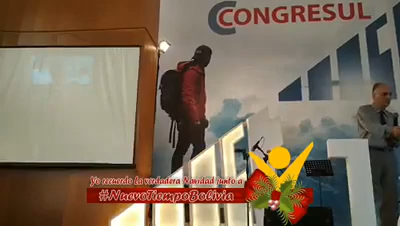 CONGRESUL
Yo recuerdo La verdadera Navidad junto a
#NuevoTiempoBolivia